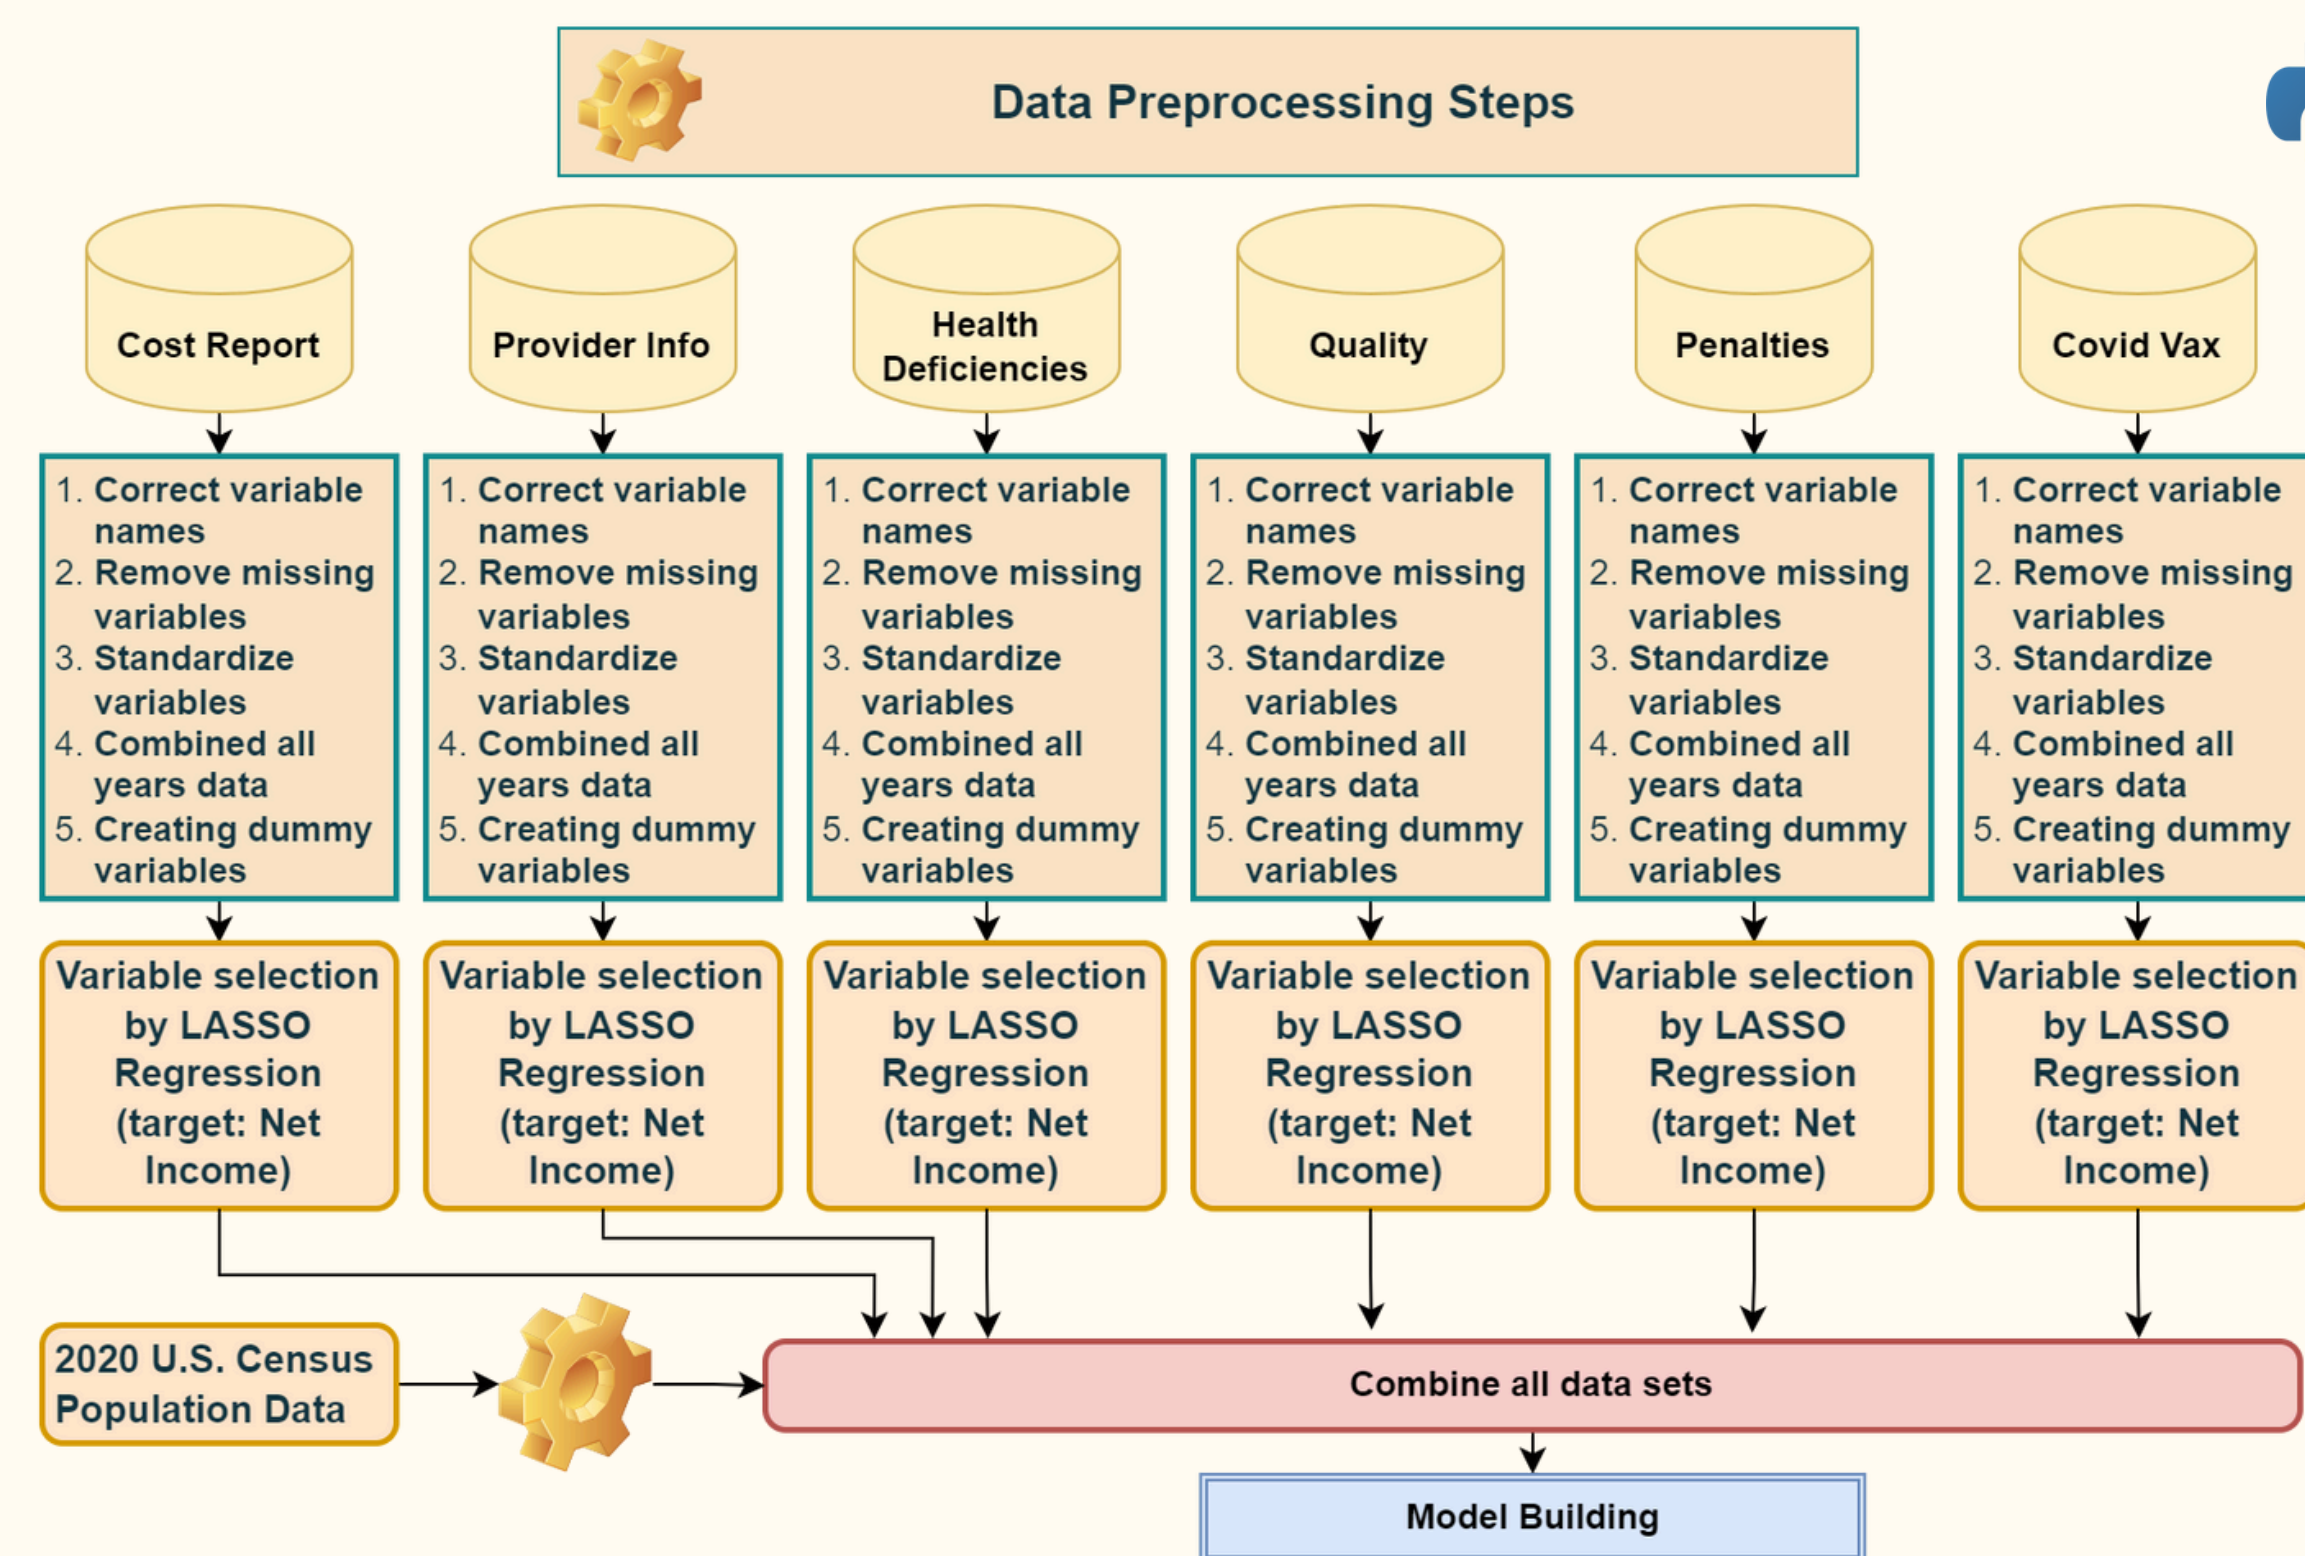 Data Preprocessing Steps
Cost Report
Provider Info
Health
Deficiencies
Quality
Penalties
Covid Vax
1. Correct variable
names
2. Remove missing
variables
3. Standardize
variables
4. Combined all
years data
5. Creating dummy
variables
1. Correct variable
names
2. Remove missing
variables
3. Standardize
variables
4. Combined all
years data
5. Creating dummy
variables
1. Correct variable
names
2. Remove missing
variables
3. Standardize
variables
4. Combined all
years data
5. Creating dummy
variables
1. Correct variable
names
2. Remove missing
variables
3. Standardize
variables
4. Combined all
years data
5. Creating dummy
variables
1. Correct variable
names
2. Remove missing
variables
3. Standardize
variables
4. Combined all
years data
5. Creating dummy
variables
1. Correct variable
names
2. Remove missing
variables
3. Standardize
variables
4. Combined all
years data
5. Creating dummy
variables
Variable selection
by LASSO
Regression
(target: Net
Income)
Variable selection
by LASSO
Regression
(target: Net
Income)
Variable selection
by LASSO
Regression
(target: Net
Income)
Variable selection
by LASSO
Regression
(target: Net
Income)
Variable selection
by LASSO
Regression
(target: Net
Income)
Variable selection
by LASSO
Regression
(target: Net
Income)
2020 U.S. Census
Population Data
Combine all data sets
Model Building